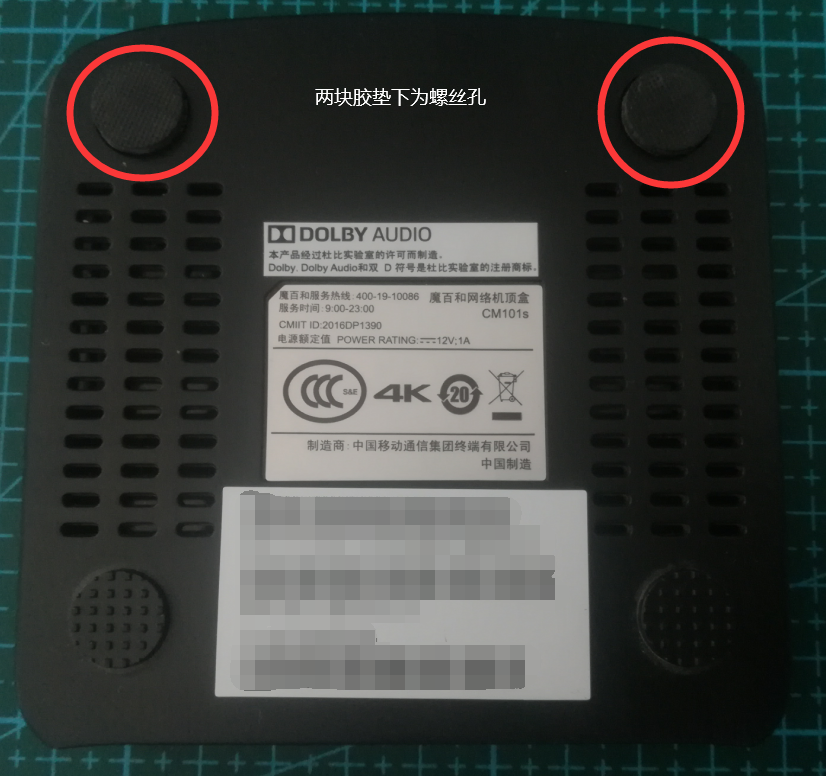 两块胶垫下为螺丝孔
DOLBY AUDIO
本产品经过杜比实验室的许可而制造。
Dolby, Dolby Audio和双 D 符号是杜比实验室的注册商标。
魔百和服务热线:400-19-10086 魔百和网络机顶盒
服务时间:9:00-23:00 CM101s
CMIIT ID:2016DP1390
电源额定值 POWER RATING: 12V;1A
CCC S&E 4K 20
制造商:中国移动通信集团终端有限公司
中国制造